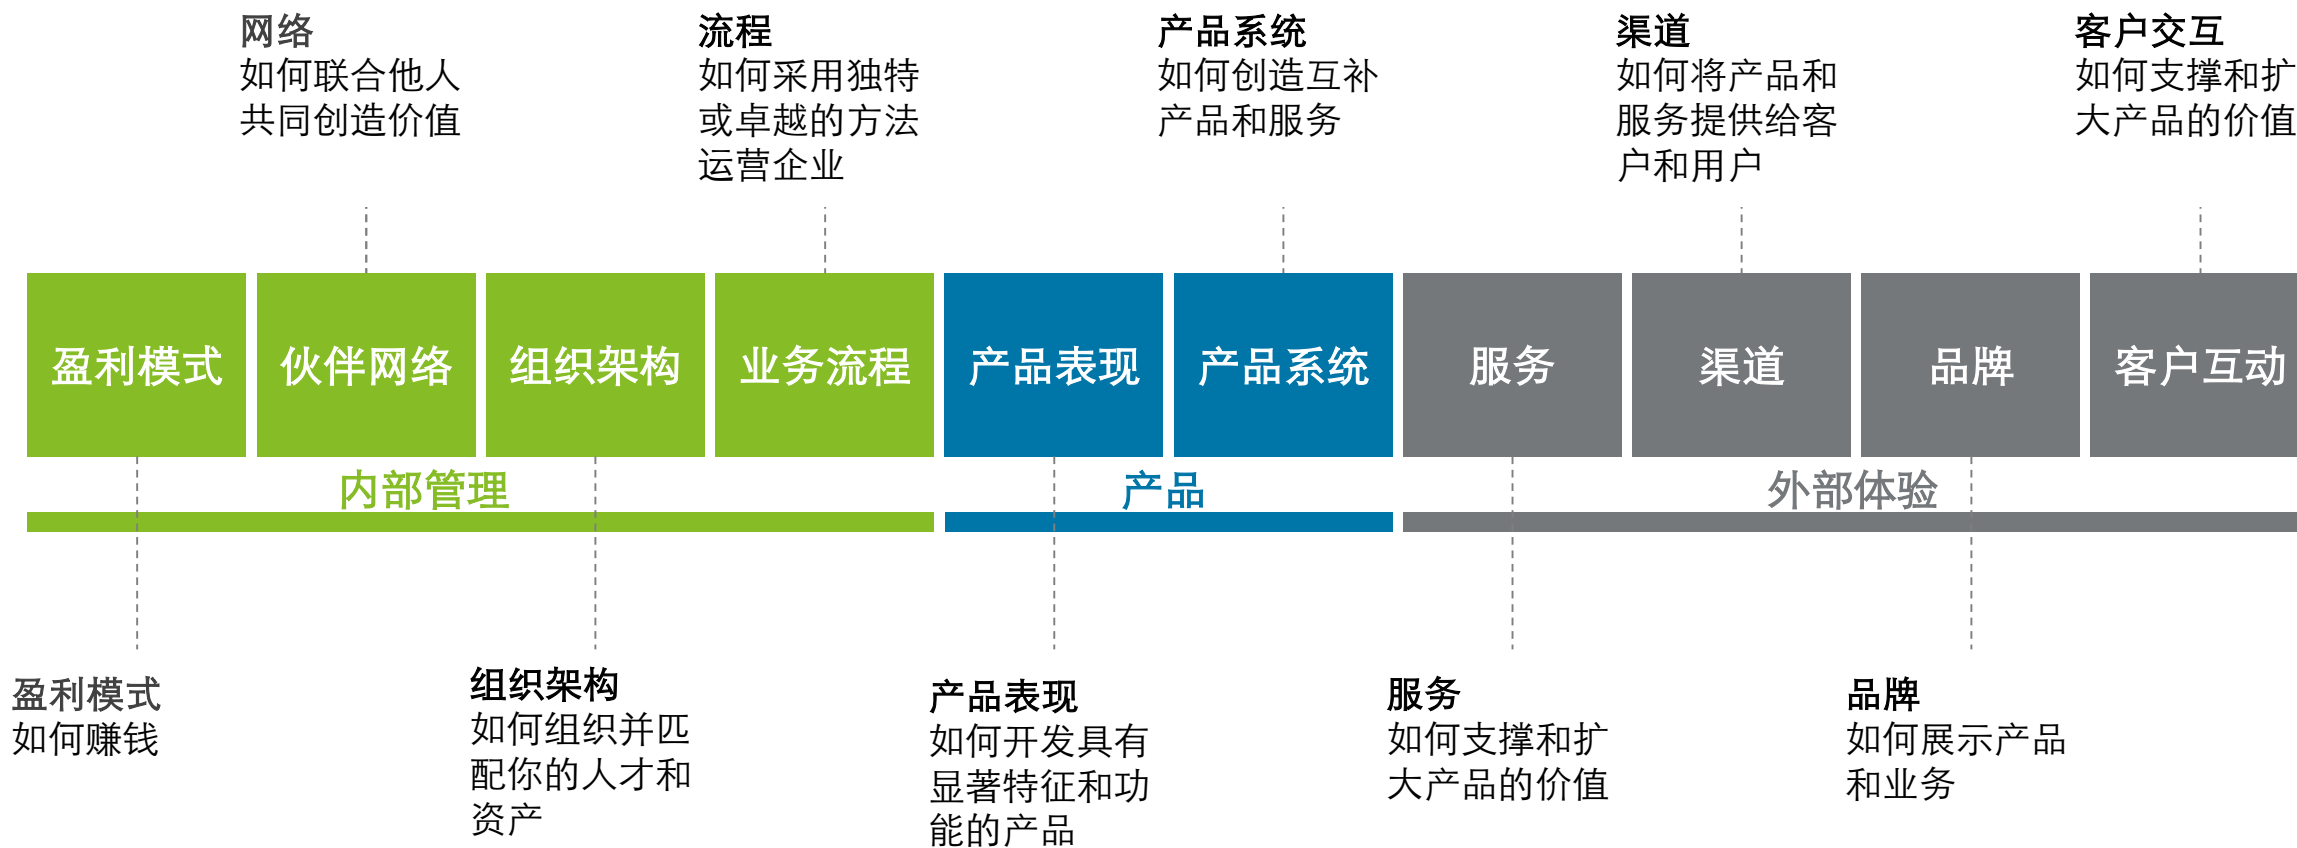 网络
如何联合他人
共同创造价值
流程
如何采用独特
或卓越的方法
运营企业
产品系统
如何创造互补
产品和服务
渠道
如何将产品和
服务提供给客
户和用户
客户交互
如何支撑和扩
大产品的价值
盈利模式
伙伴网络
组织架构
业务流程
产品表现
产品系统
服务
渠道
品牌
客户互动
内部管理
产品
外部体验
盈利模式
如何赚钱
组织架构
如何组织并匹
配你的人才和
资产
产品表现
如何开发具有
显著特征和功
能的产品
服务
如何支撑和扩
大产品的价值
品牌
如何展示产品
和业务